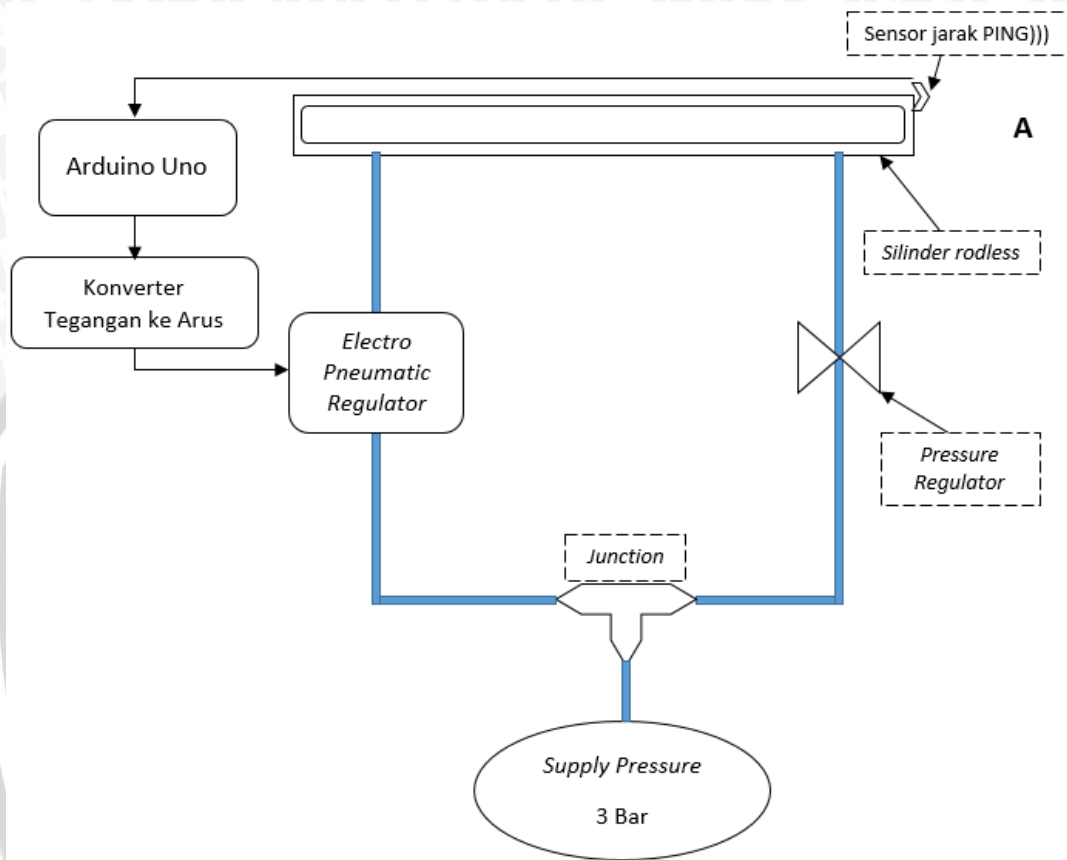 Sensor jarak PING)))
A
Arduino Uno
Konverter
Tegangan ke Arus
Electro
Pneumatic
Regulator
Silinder rodless
Pressure
Regulator
Junction
Supply Pressure
3 Bar